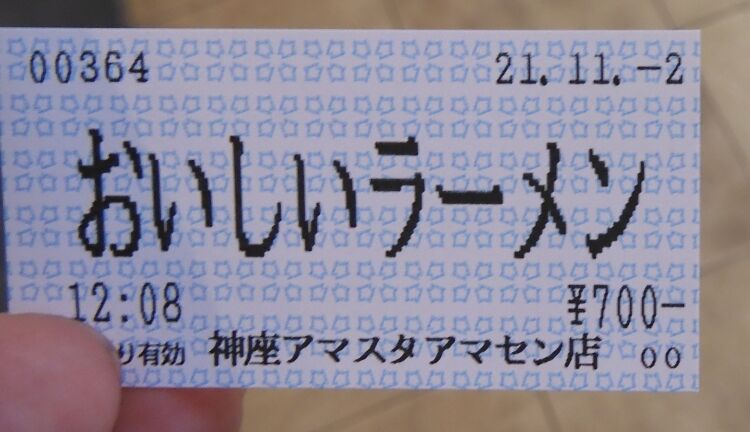 00364 21.11.-2
おいしいラーメン
12:08 ¥700-
り有効 神座アマスタアマセン店 00